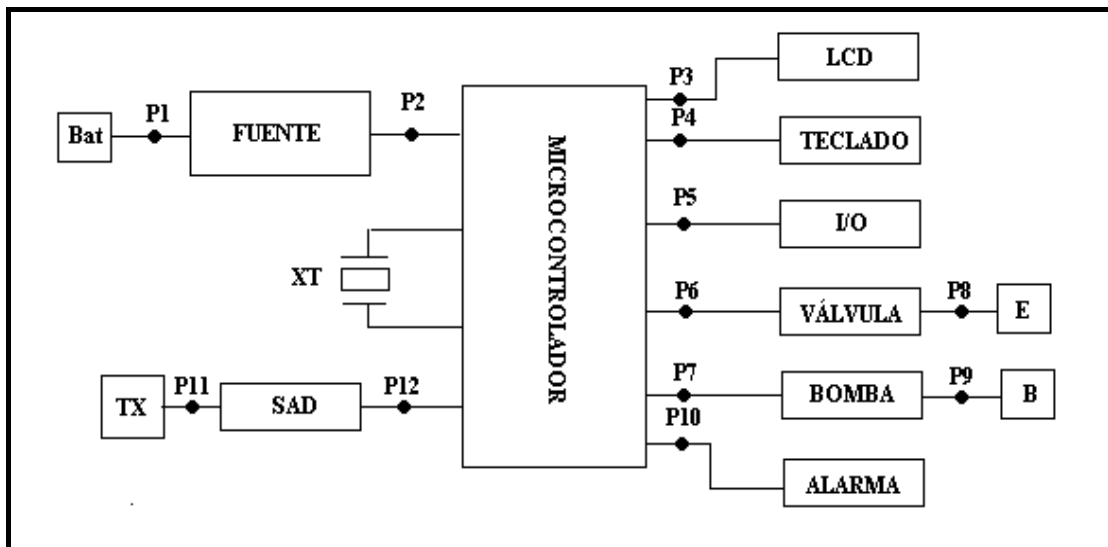 LCD
P3
P1
P2
Bat
FUENTE
P4
TECLADO
MICROCONTROLADOR
P5
I/O
XT
P6
VÁLVULA
P8
E
P7
BOMBA
P9
B
P11
P12
TX
SAD
P10
ALARMA